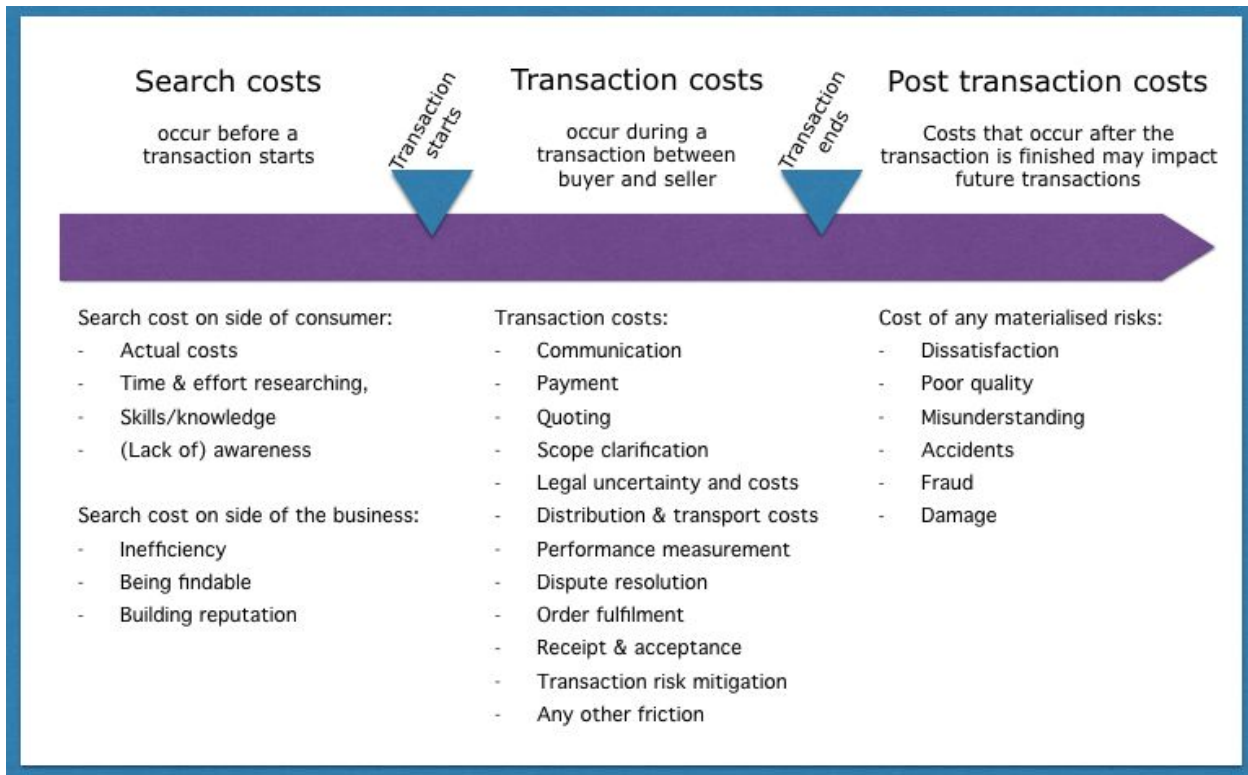 Search costs
occur before a
transaction starts
Transaction
starts
Transaction costs
occur during a
transaction between
buyer and seller
Transaction
ends
Post transaction costs
Costs that occur after the
transaction is finished may impact
future transactions
Search cost on side of consumer:
- Actual costs
- Time & effort researching,
- Skills/knowledge
- (Lack of) awareness
Search cost on side of the business:
- Inefficiency
- Being findable
- Building reputation
Transaction costs:
- Communication
- Payment
- Quoting
- Scope clarification
- Legal uncertainty and costs
- Distribution & transport costs
- Performance measurement
- Dispute resolution
- Order fulfilment
- Receipt & acceptance
- Transaction risk mitigation
- Any other friction
Cost of any materialised risks:
- Dissatisfaction
- Poor quality
- Misunderstanding
- Accidents
- Fraud
- Damage